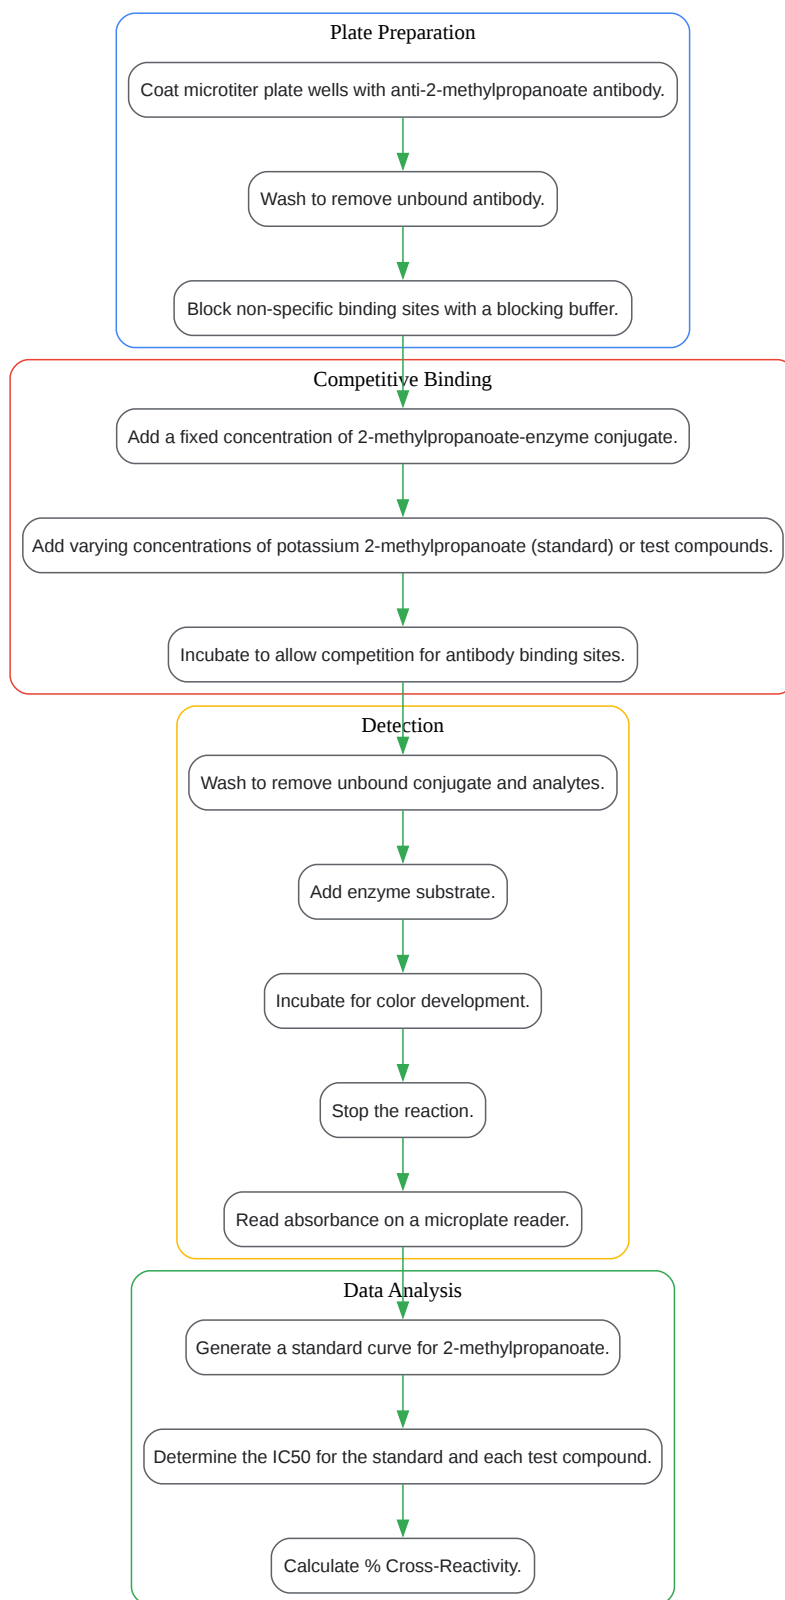 Plate Preparation
Coat microtiter plate wells with anti-2-methylpropanoate antibody.
Wash to remove unbound antibody.
Block non-specific binding sites with a blocking buffer.
Competitive Binding
Add a fixed concentration of 2-methylpropanoate-enzyme conjugate.
Add varying concentrations of potassium 2-methylpropanoate (standard) or test compounds.
Incubate to allow competition for antibody binding sites.
Detection
Wash to remove unbound conjugate and analytes.
Add enzyme substrate.
Incubate for color development.
Stop the reaction.
Read absorbance on a microplate reader.
Data Analysis
Generate a standard curve for 2-methylpropanoate.
Determine the IC50 for the standard and each test compound.
Calculate % Cross-Reactivity.